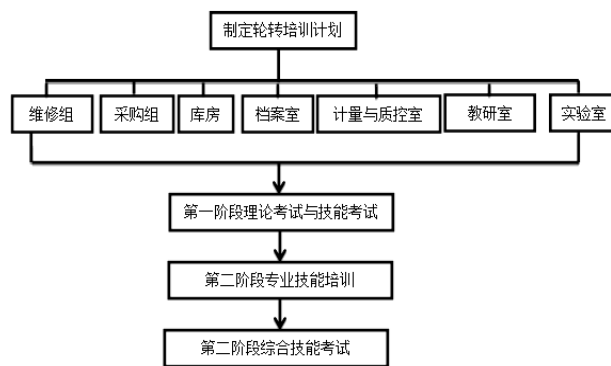 制定轮转培训计划
维修组
采购组
库房
档案室
计量与质控室
教研室
实验室
第一阶段理论考试与技能考试
第二阶段专业技能培训
第二阶段综合技能考试